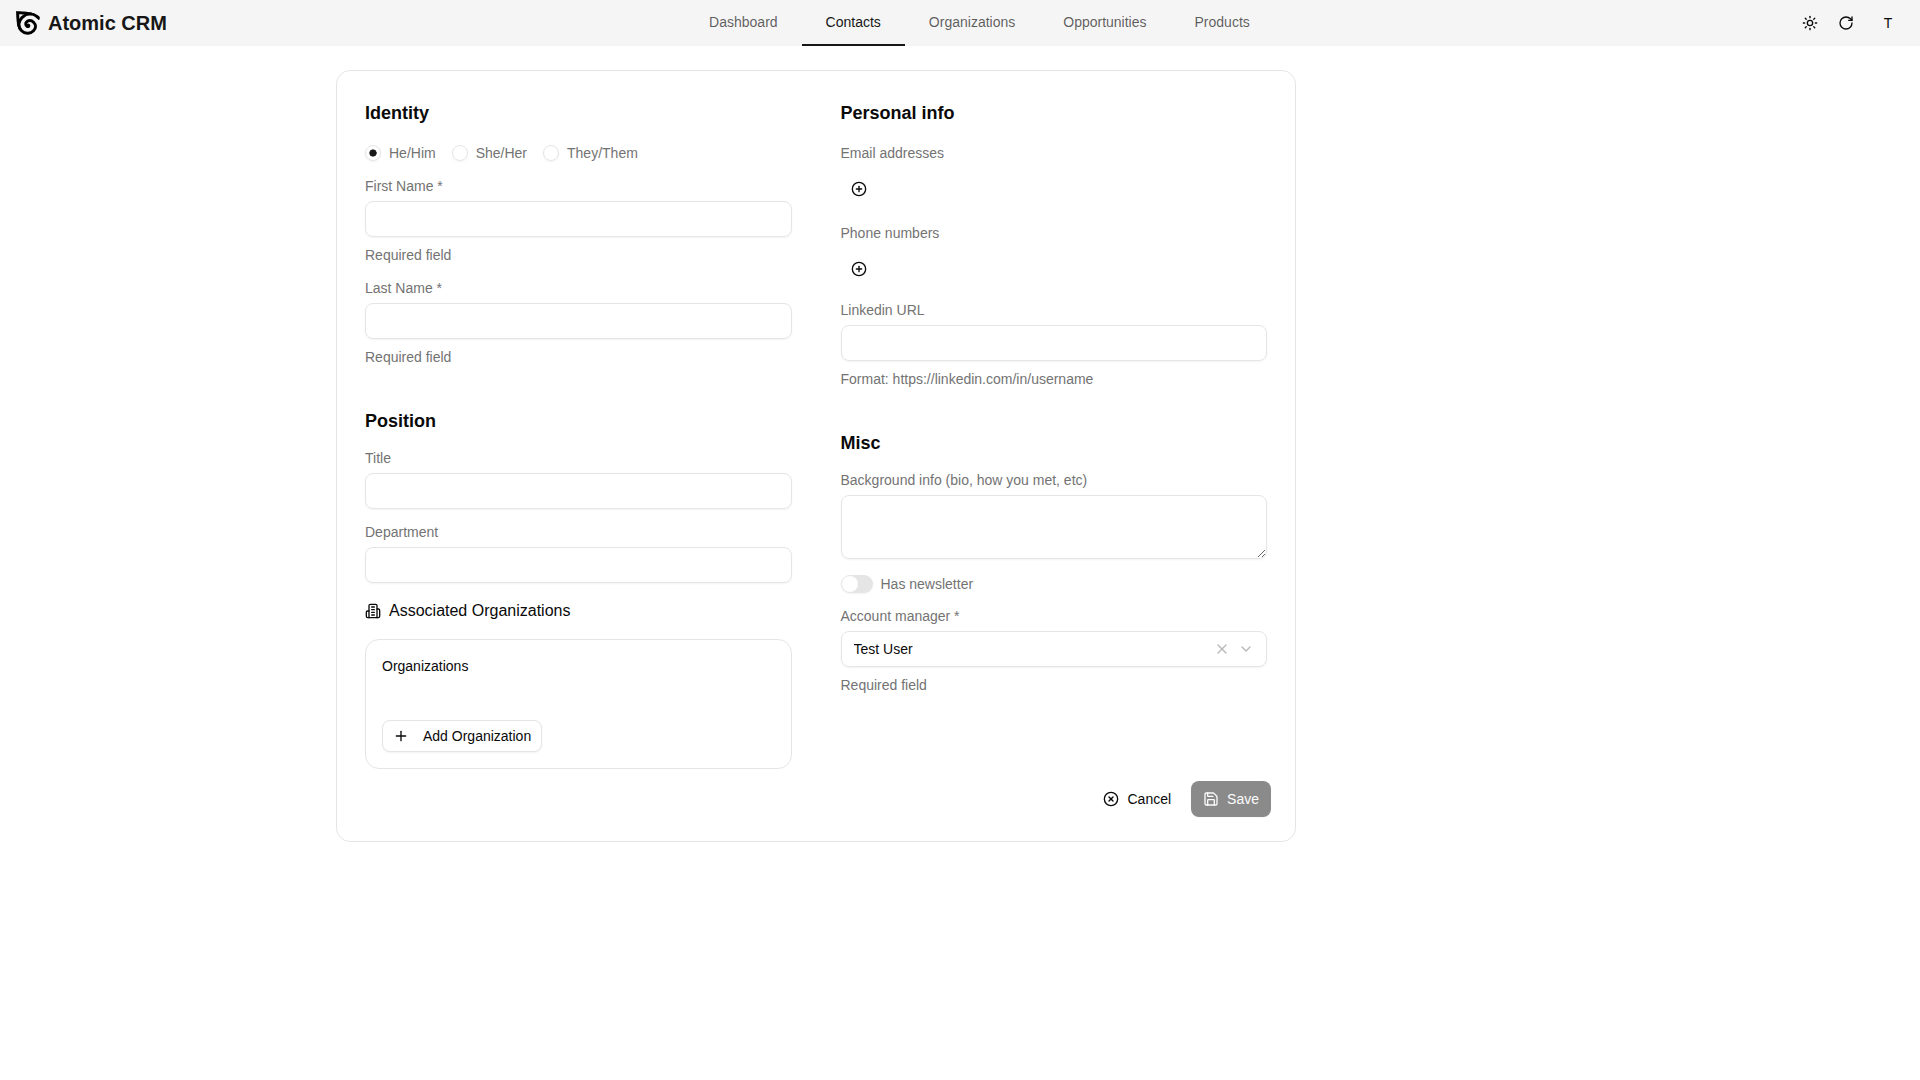 Atomic CRM
Dashboard
Contacts
Organizations
Opportunities
Products
T
Identity
He/Him
She/Her
They/Them
First Name *
Required field
Last Name *
Required field
Position
Title
Department
Associated Organizations
Organizations
Add Organization
Personal info
Email addresses
Phone numbers
Linkedin URL
Format: https://linkedin.com/in/username
Misc
Background info (bio, how you met, etc)
Has newsletter
Account manager *
Test User
Required field
Cancel
Save